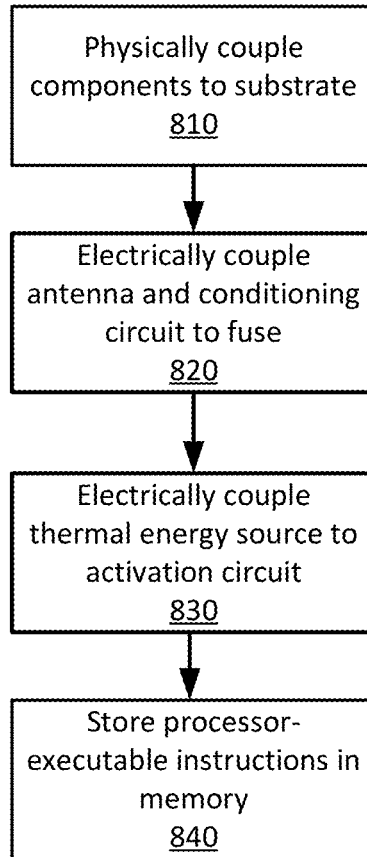 Physically couple
components to substrate
810
Electrically couple
antenna and conditioning
circuit to fuse
820
Electrically couple
thermal energy source to
activation circuit
830
Store processor-
executable instructions in
memory
840